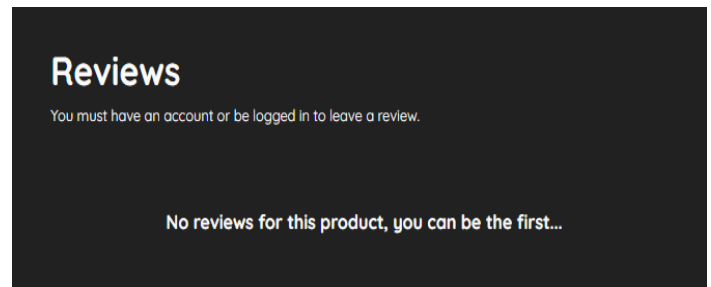 Reviews
You must have an account or be logged in to leave a review.
No reviews for this product, you can be the first...